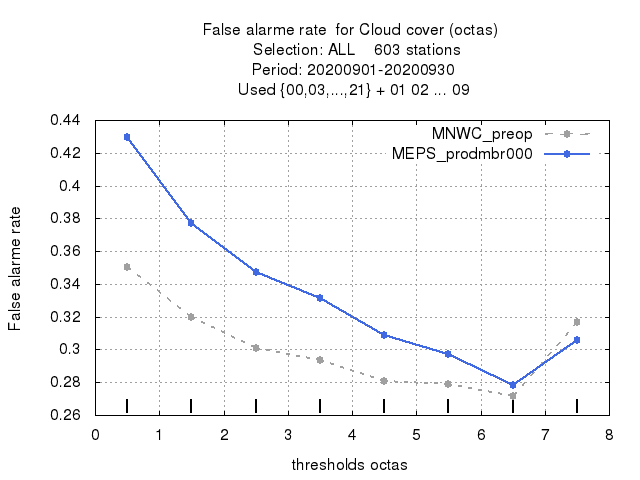 False alarme rate  for Cloud cover (octas)
Selection: ALL    603 stations
Period: 20200901-20200930
Used {00,03,...,21} + 01 02 ... 09
MNWC_preop
MEPS_prodmbr000
False alarme rate
0.44
0.42
0.4
0.38
0.36
0.34
0.32
0.3
0.28
0.26
0 1 2 3 4 5 6 7 8
thresholds octas